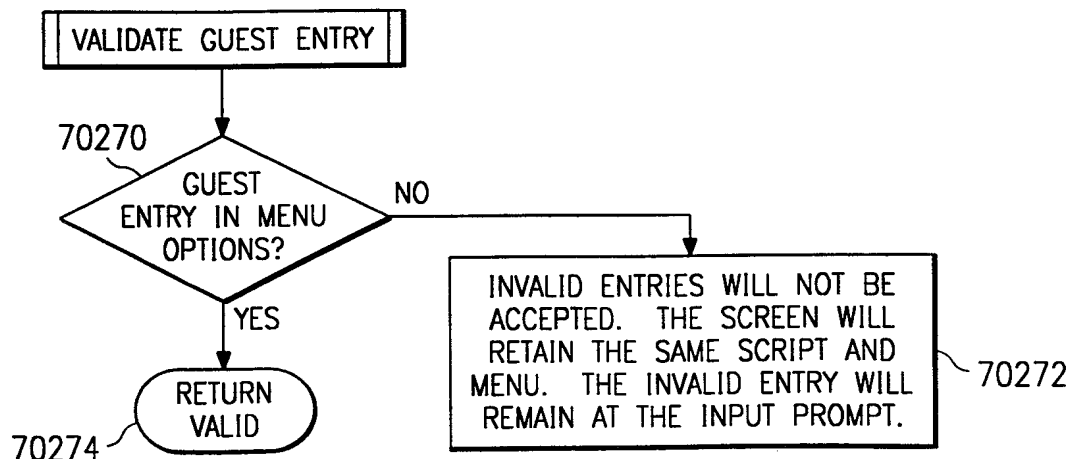 VALIDATE GUEST ENTRY
70270
GUEST
ENTRY IN MENU
OPTIONS?
NO
YES
INVALID ENTRIES WILL NOT BE
ACCEPTED. THE SCREEN WILL
RETAIN THE SAME SCRIPT AND
MENU. THE INVALID ENTRY WILL
REMAIN AT THE INPUT PROMPT.
70272
RETURN
VALID
70274